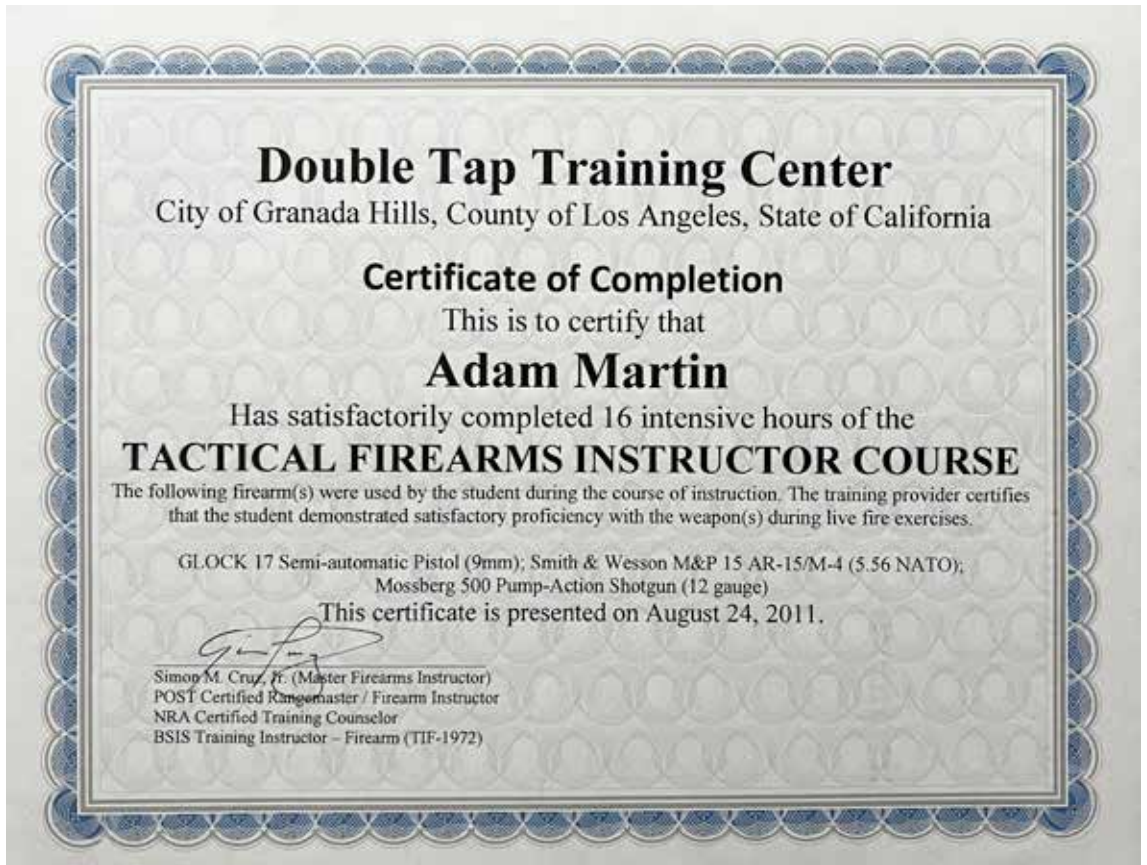 Double Tap Training Center
City of Granada Hills, County of Los Angeles, State of California
Certificate of Completion
This is to certify that
Adam Martin
Has satisfactorily completed 16 intensive hours of the
TACTICAL FIREARMS INSTRUCTOR COURSE
The following firearm(s) were used by the student during the course of instruction. The training provider certifies
that the student demonstrated satisfactory proficiency with the weapon(s) during live fire exercises.
GLOCK 17 Semi-automatic Pistol (9mm); Smith & Wesson M&P 15 AR-15/M-4 (5.56 NATO);
Mossberg 500 Pump-Action Shotgun (12 gauge)
This certificate is presented on August 24, 2011.
Simon M. Cruz, Jr. (Master Firearms Instructor)
POST Certified Rangemaster / Firearm Instructor
NRA Certified Training Counselor
BSIS Training Instructor – Firearm (TIF-1972)